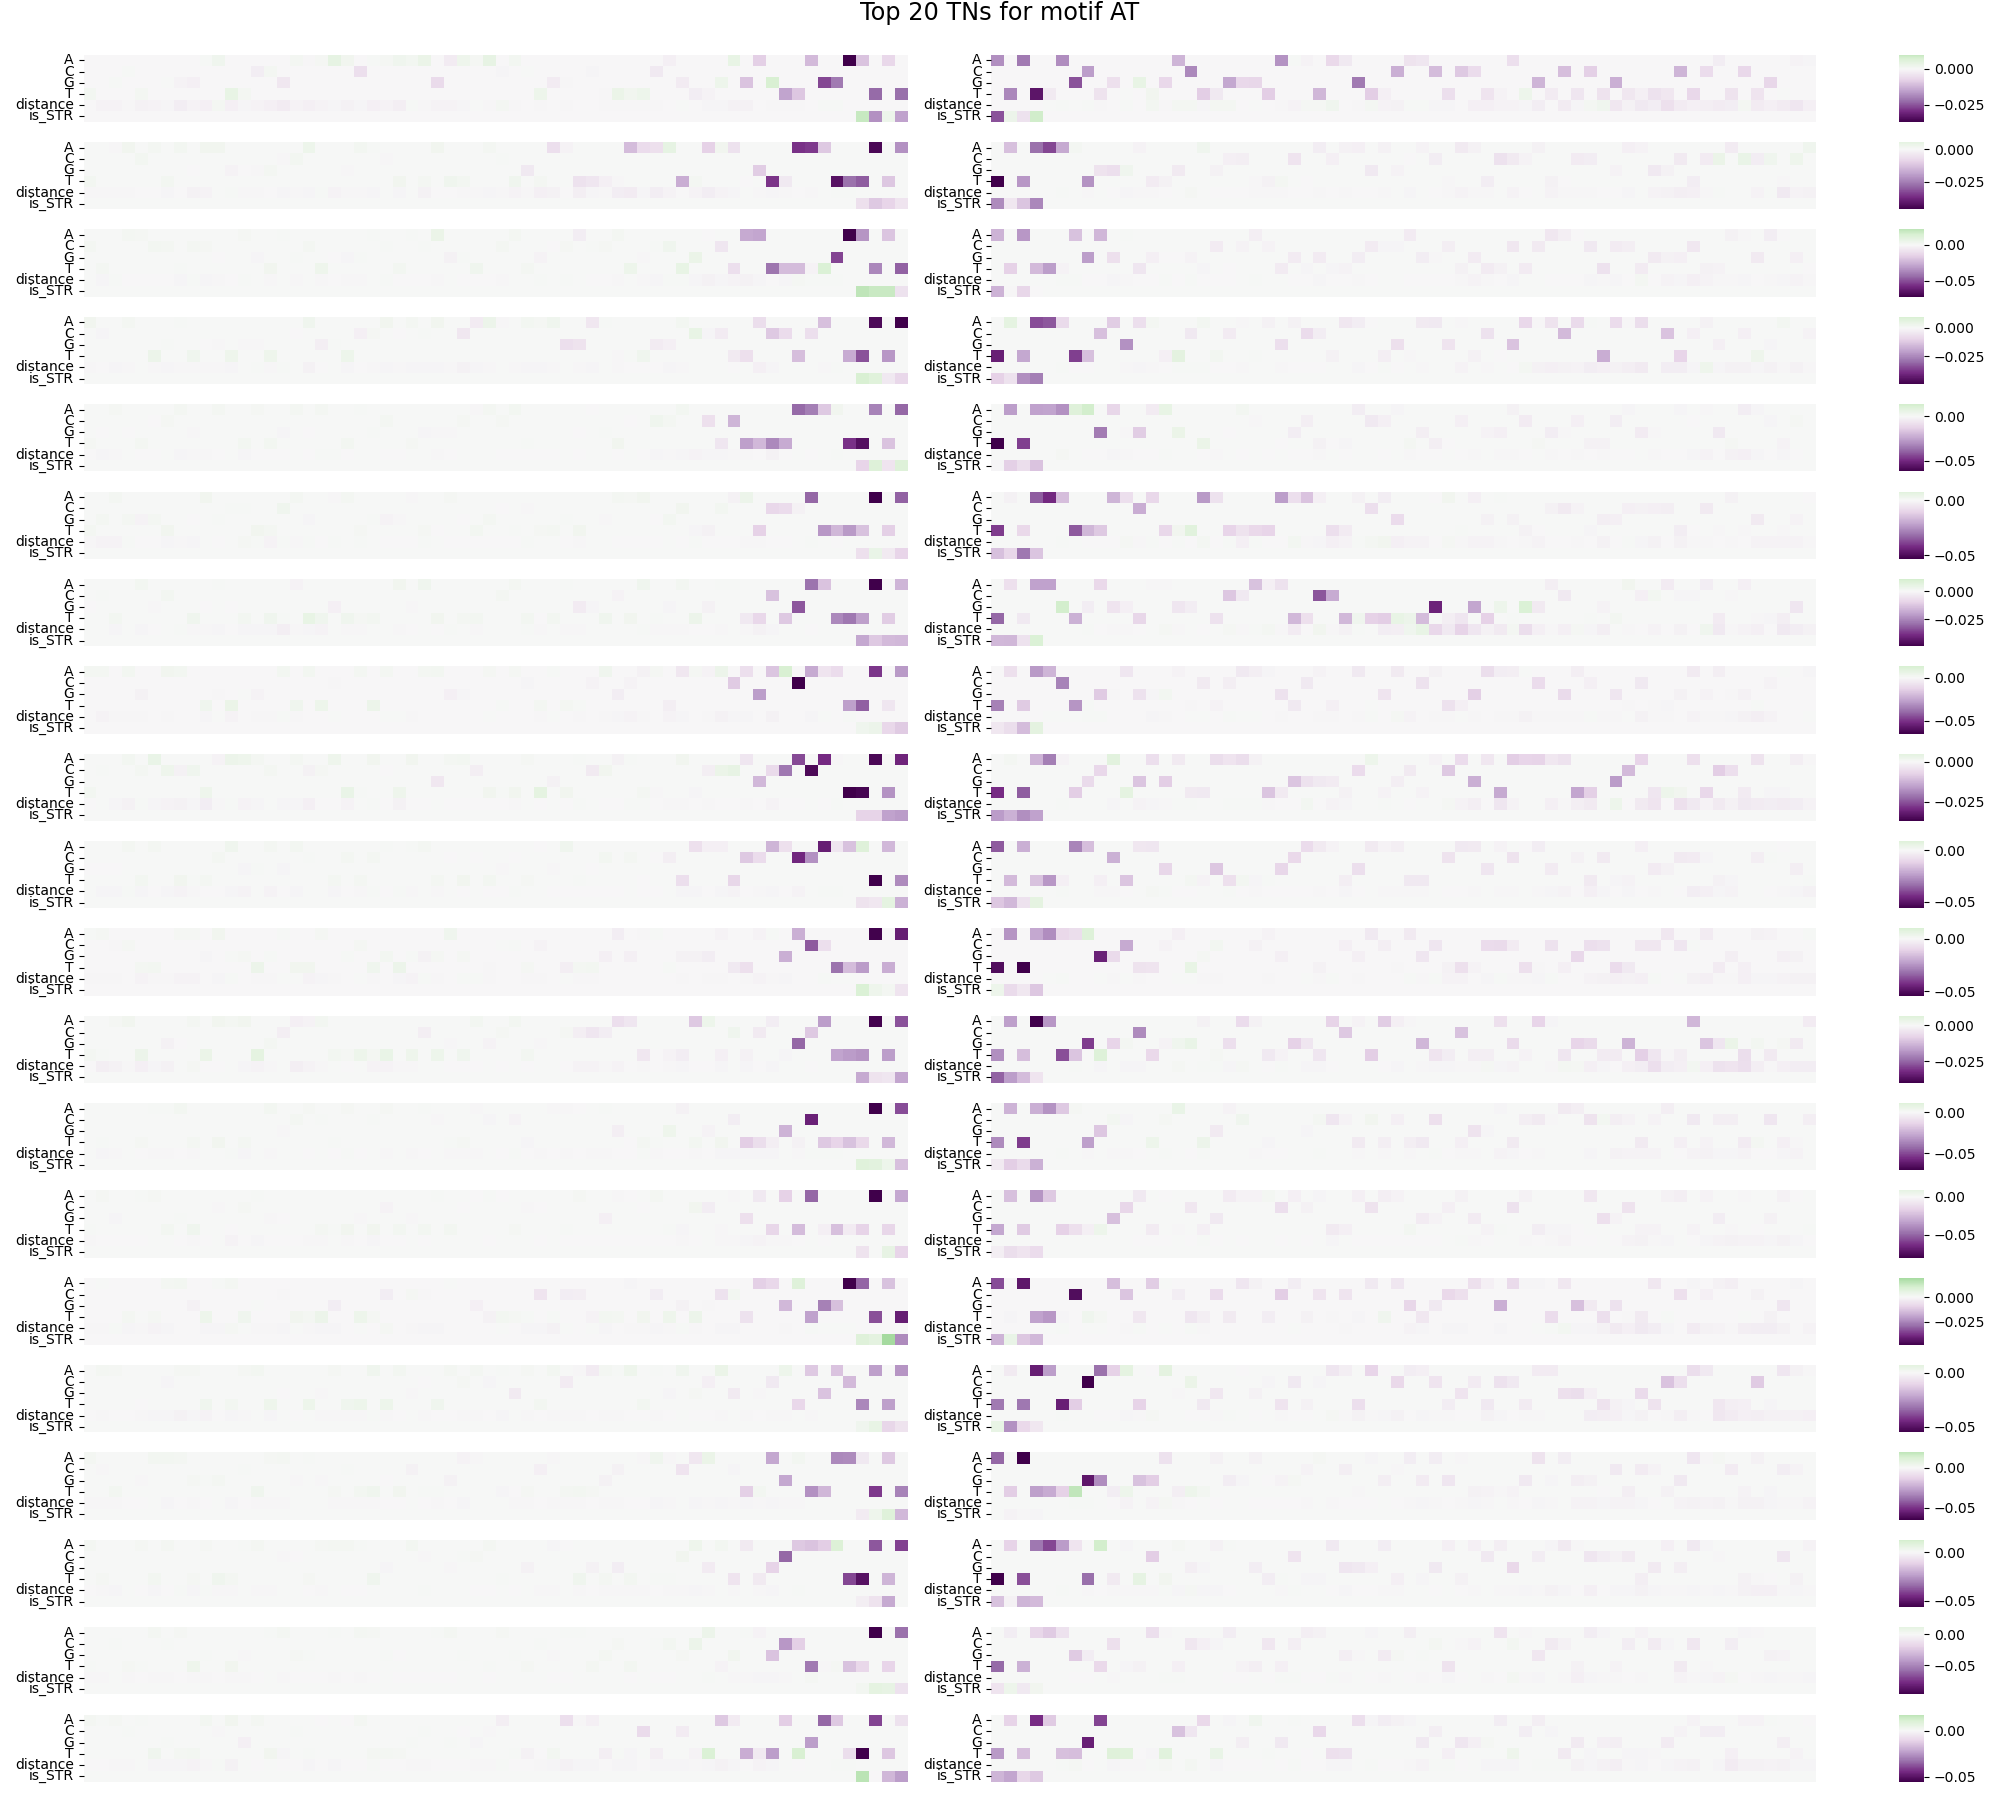 Top 20 TNs for motif AT
A A 0.000
C C
G G
T T
distance distance −0.025
is_STR is_STR
A A 0.000
C C
G G
T T −0.025
distance distance
is_STR is_STR
A A
C C 0.00
G G
T T
distance distance −0.05
is_STR is_STR
A A 0.000
C C
G G
T T −0.025
distance distance
is_STR is_STR
A A 0.00
C C
G G
T T
distance distance −0.05
is_STR is_STR
A A 0.00
C C
G G
T T
distance distance
is_STR is_STR −0.05
A A 0.000
C C
G G
T T −0.025
distance distance
is_STR is_STR
A A 0.00
C C
G G
T T
distance distance −0.05
is_STR is_STR
A A 0.000
C C
G G
T T
distance distance −0.025
is_STR is_STR
A A 0.00
C C
G G
T T
distance distance
is_STR is_STR −0.05
A A 0.00
C C
G G
T T
distance distance
is_STR is_STR −0.05
A A 0.000
C C
G G
T T −0.025
distance distance
is_STR is_STR
A A 0.00
C C
G G
T T
distance distance −0.05
is_STR is_STR
A A 0.00
C C
G G
T T −0.05
distance distance
is_STR is_STR
A A
C C 0.000
G G
T T −0.025
distance distance
is_STR is_STR
A A 0.00
C C
G G
T T
distance distance
is_STR is_STR −0.05
A A
C C 0.00
G G
T T
distance distance
is_STR is_STR −0.05
A A 0.00
C C
G G
T T
distance distance
is_STR is_STR −0.05
A A 0.00
C C
G G
T T −0.05
distance distance
is_STR is_STR
A A
C C 0.00
G G
T T
distance distance
is_STR is_STR −0.05